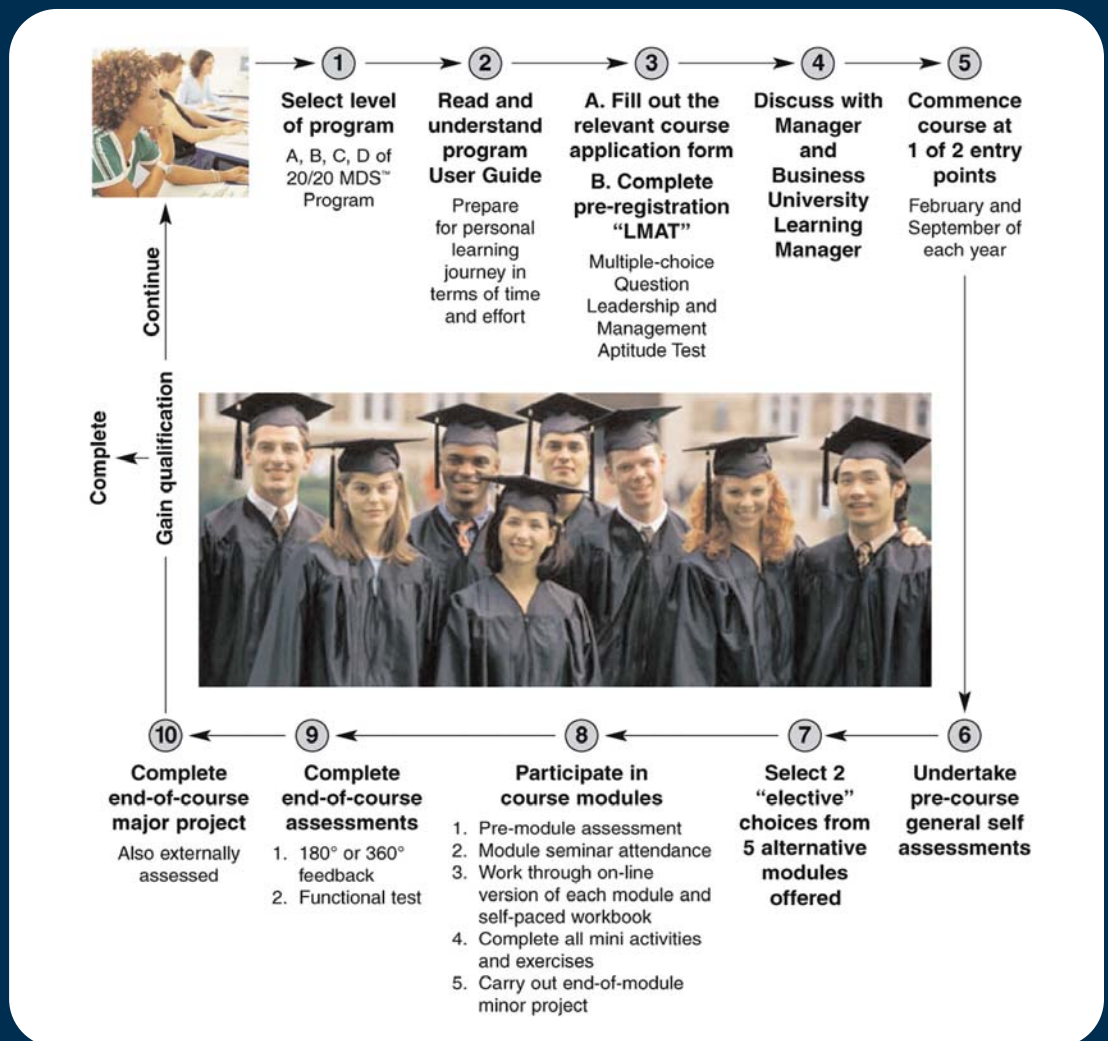 1
Select level
of program
A, B, C, D of
20/20 MDS™
Program
2
Read and
understand
program
User Guide
Prepare
for personal
learning
journey in
terms of time
and effort
3
A. Fill out the
relevant course
application form
B. Complete
pre-registration
“LMAT”
Multiple-choice
Question
Leadership and
Management
Aptitude Test
4
Discuss with
Manager
and
Business
University
Learning
Manager
5
Commence
course at
1 of 2 entry
points
February and
September of
each year
6
Undertake
pre-course
general self
assessments
7
Select 2
“elective”
choices from
5 alternative
modules
offered
8
Participate in
course modules
1. Pre-module assessment
2. Module seminar attendance
3. Work through on-line
version of each module and
self-paced workbook
4. Complete all mini activities
and exercises
5. Carry out end-of-module
minor project
9
Complete
end-of-course
assessments
1. 180° or 360°
feedback
2. Functional test
10
Complete
end-of-course
major project
Also externally
assessed
Gain qualification
Complete
Continue